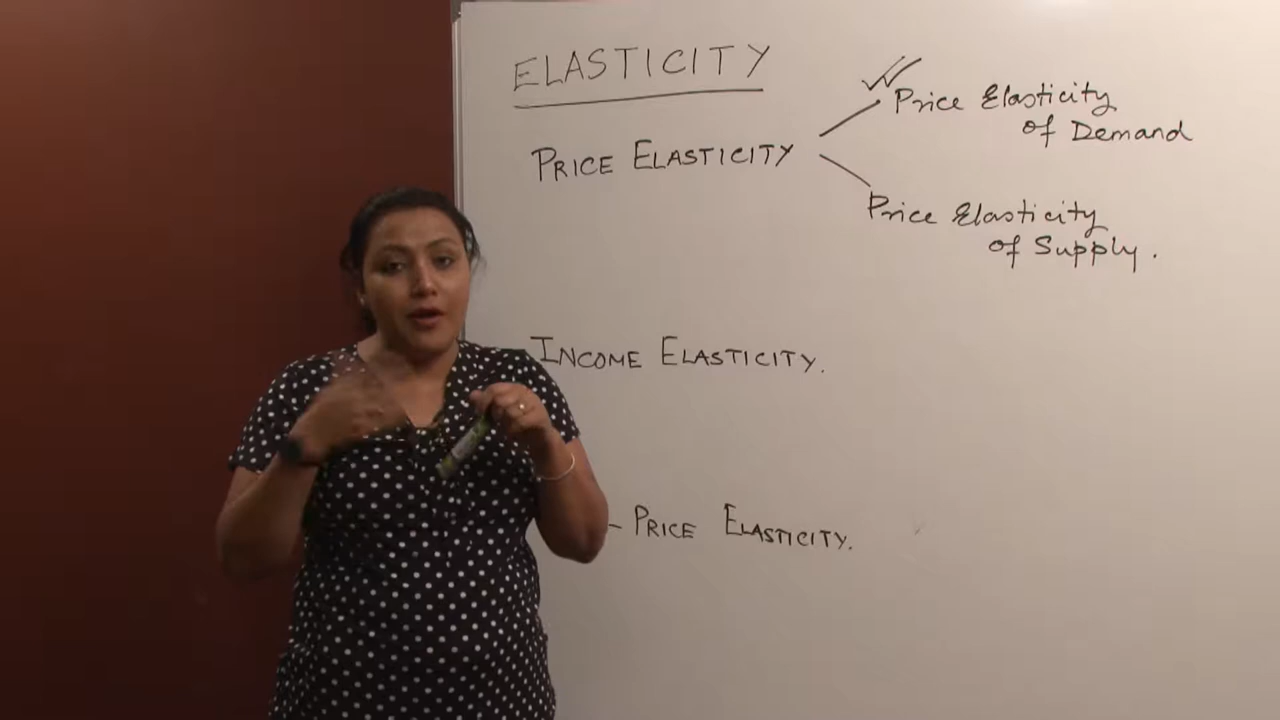 ELASTICITY
PRICE ELASTICITY
Price Elasticity
of Demand
Price Elasticity
of Supply.
INCOME ELASTICITY.
- PRICE ELASTICITY.